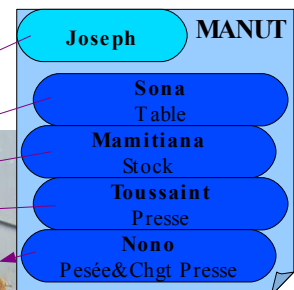 Joseph MANUT
Sona
Table
Mamitiana
Stock
Toussaint
Presse
Nono
Pesée&Chgt Presse